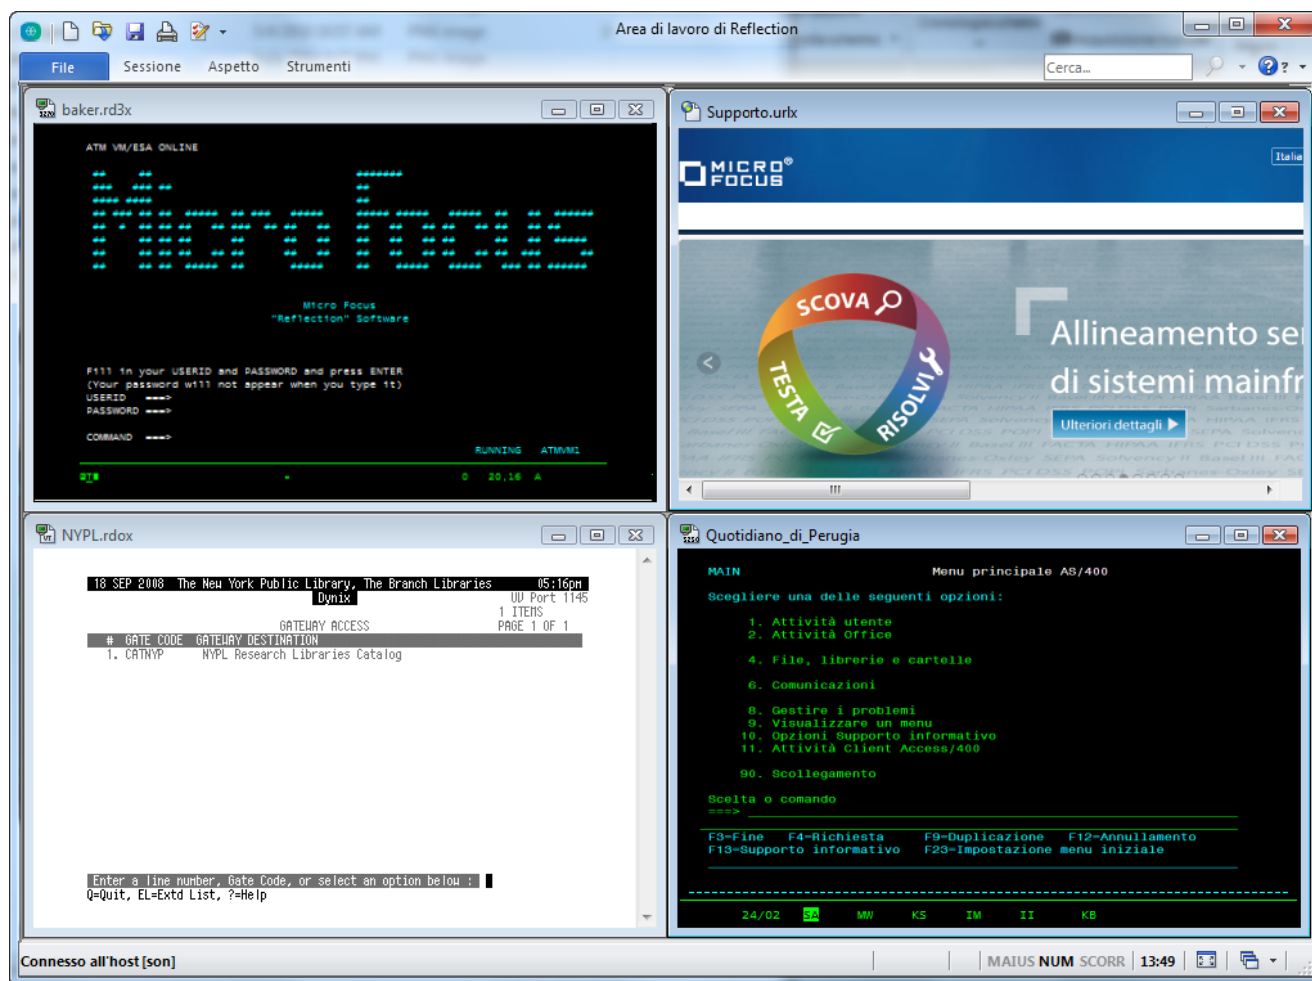 Area di lavoro di Reflection
File Sessione Aspetto Strumenti
Cerca...
baker.rd3x
ATM VM/ESA ONLINE
Micro Focus
Micro Focus
"Reflection" Software
Fill in your USERID and PASSWORD and press ENTER
(Your password will not appear when you type it)
USERID ===>
PASSWORD ===>
COMMAND ===>
RUNNING ATMVM1
0 20,16 A
Supporto.urlx
MICRO® FOCUS
Italia
SCOVA
RISOLVI
TESTA
Allineamento
di sistemi
Ulteriori dettagli
NYPL.rdox
18 SEP 2008 The New York Public Library, The Branch Libraries 05:16pm
Dynix UV Port 1145
1 ITEMS
GATEWAY ACCESS PAGE 1 OF 1
# GATE CODE GATEWAY DESTINATION
1. CATNYP NYPL Research Libraries Catalog
Enter a line number, Gate Code, or select an option below :
Q=Quit, EL=Extd List, ?=Help
Quotidiano_di_Perugia
MAIN Menu principale AS/400
Scegliere una delle seguenti opzioni:
1. Attività utente
2. Attività Office
4. File, librerie e cartelle
6. Comunicazioni
8. Gestire i problemi
9. Visualizzare un menu
10. Opzioni Supporto informativo
11. Attività Client Access/400
90. Scollegamento
Scelta o comando
===>
F3=Fine F4=Richiesta F9=Duplicazione F12=Annullamento
F13=Supporto informativo F23=Impostazione menu iniziale
24/02 SA MW KS IM II KB
Connesso all'host [son]
MAIUS NUM SCORR 13:49